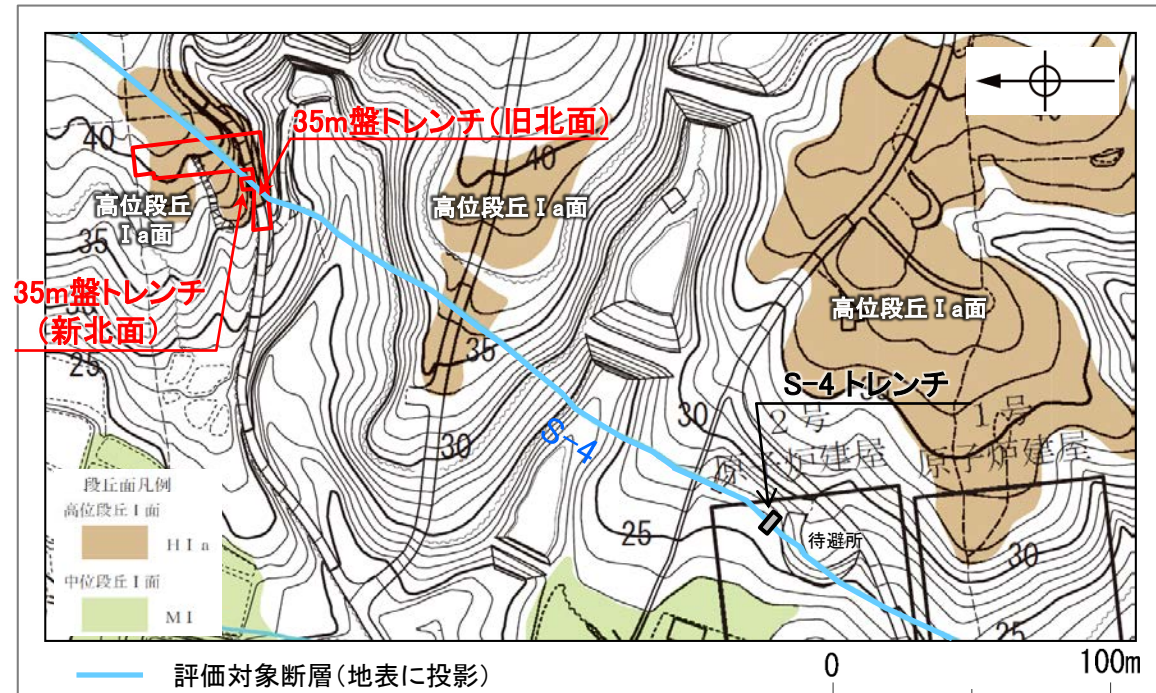 40
35m盤トレンチ（旧北面）
40
40
高位段丘
Ⅰa面
高位段丘Ⅰa面
35
35m盤トレンチ
（新北面）
高位段丘Ⅰa面
25
35
S-4トレンチ
30
2号
1号
原子炉建屋
原子炉建屋
S-4
30
段丘面凡例
高位段丘Ⅰ面
HⅠa
中位段丘Ⅰ面
MⅠ
25
待避所
30
25
評価対象断層（地表に投影）
0
100m